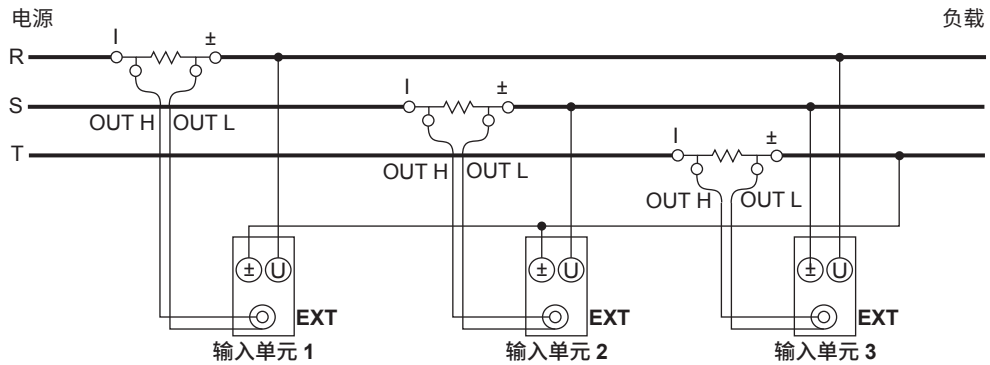 电源 负载
I ±
R
I ±
S
OUT H OUT L
I ±
T
OUT H OUT L
OUT H OUT L
± U ± U ± U
EXT EXT EXT
输入单元 1 输入单元 2 输入单元 3